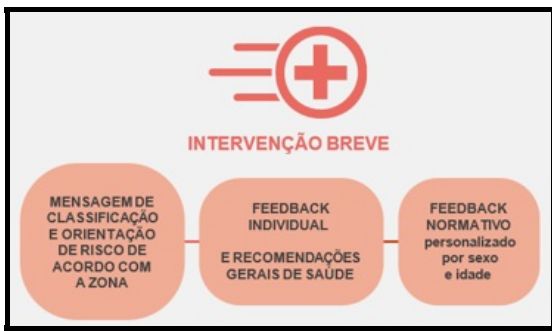 INTERVENÇÃO BREVE
MENSAGEM DE
CLASSIFICAÇÃO
E ORIENTAÇÃO
DE RISCO DE
ACORDO COM
A ZONA
FEEDBACK
INDIVIDUAL
E RECOMENDAÇÕES
GERAIS DE SAÚDE
FEEDBACK
NORMATIVO
personalizado
por sexo
e idade